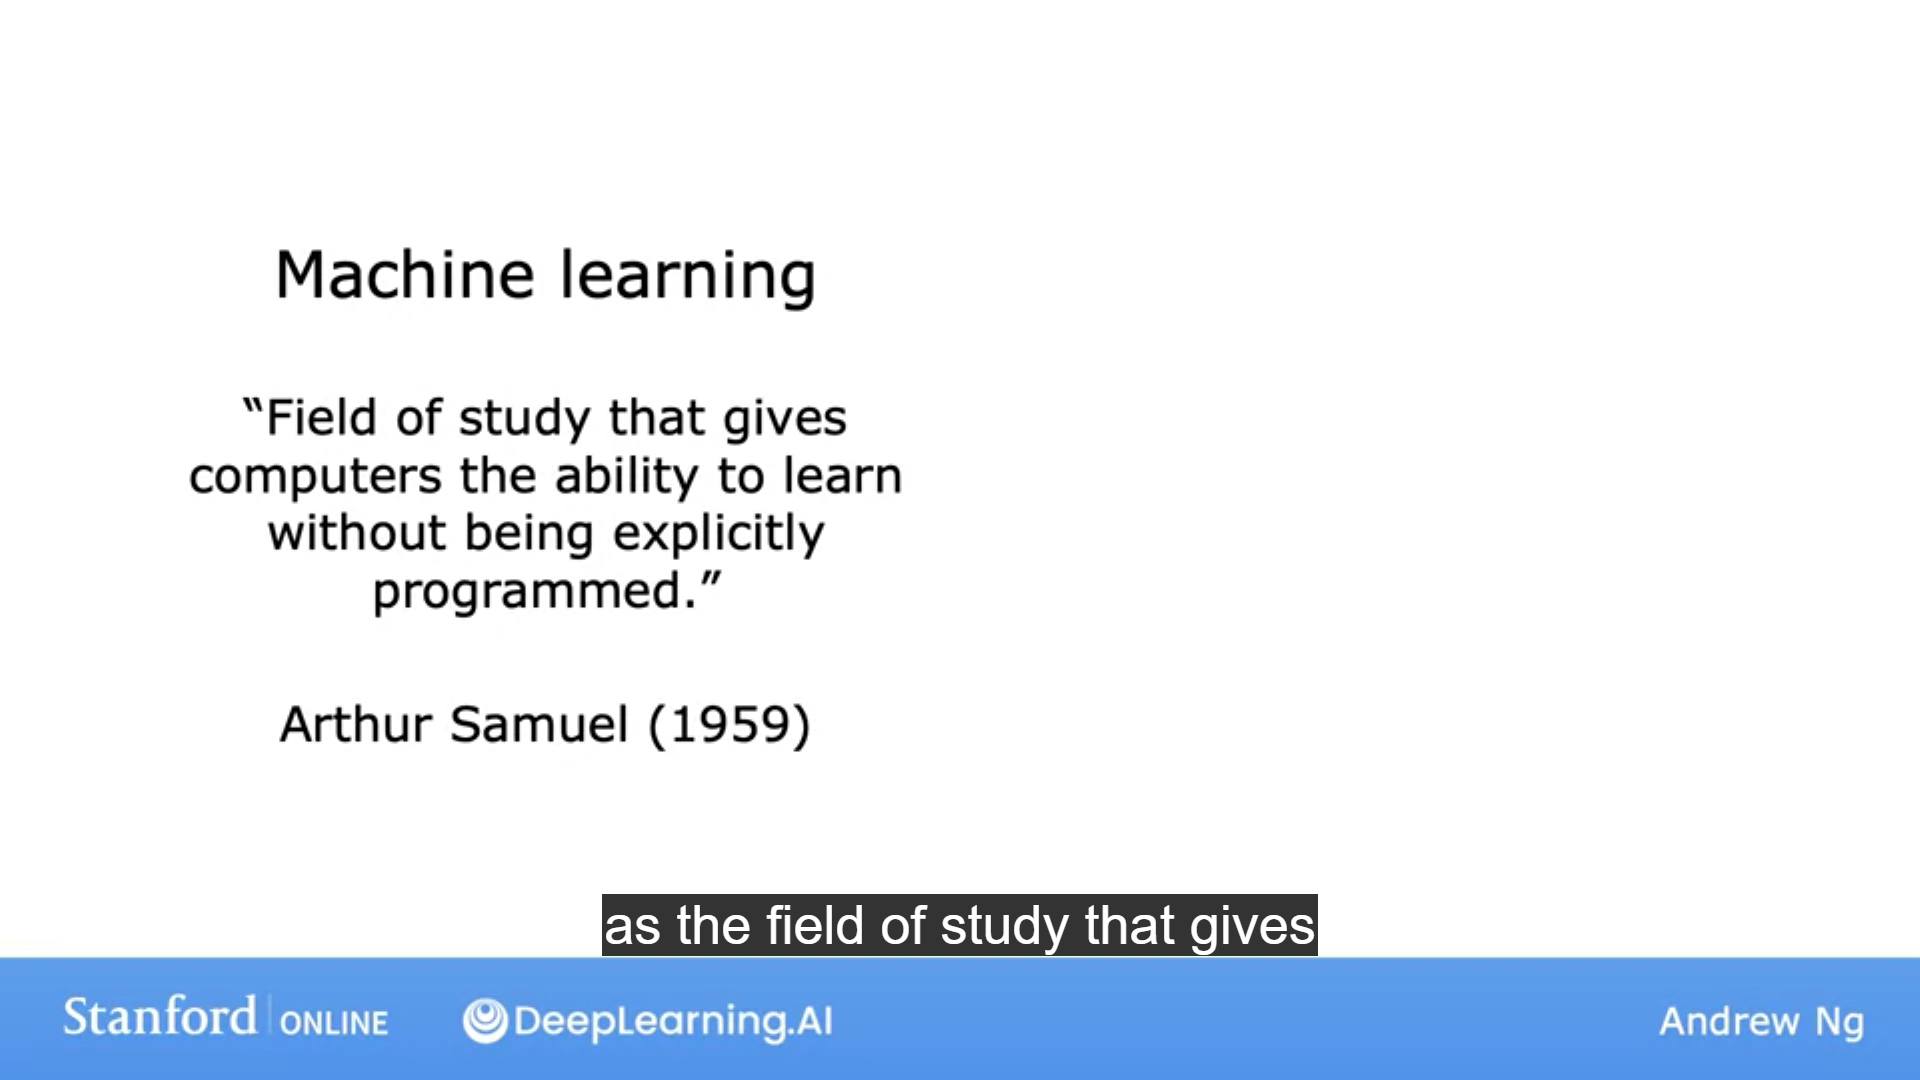 Machine learning
“Field of study that gives
computers the ability to learn
without being explicitly
programmed.”
Arthur Samuel (1959)
as the field of study that gives
Stanford ONLINE
DeepLearning.AI
Andrew Ng